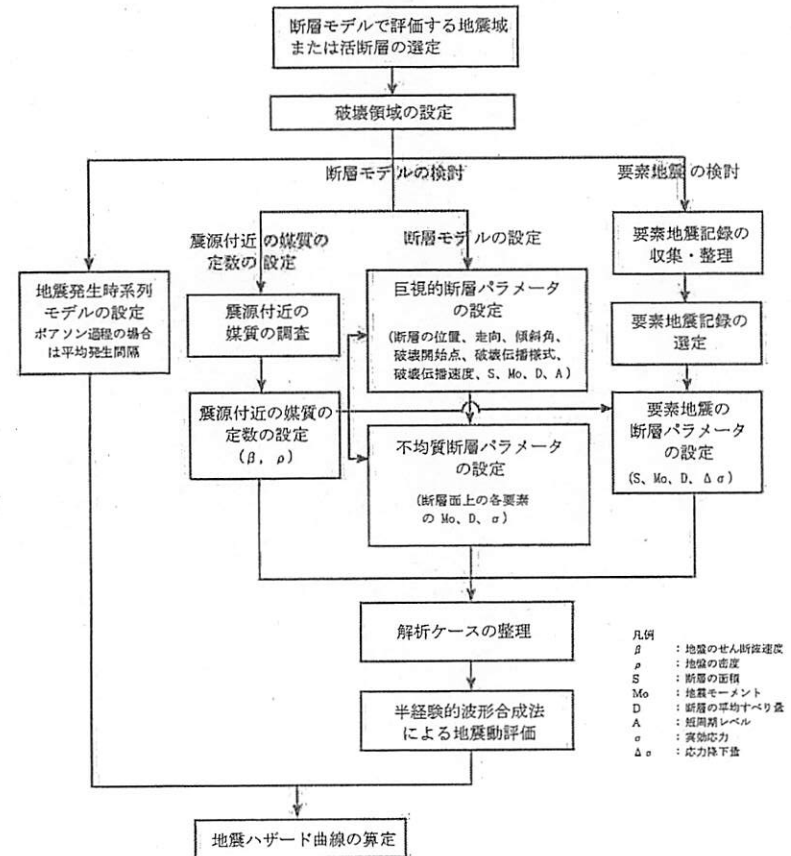 断層モデルで評価する地震域
または活断層の選定
破壊領域の設定
断層モデルの検討
要素地震の検討
震源付近の媒質の
定数の設定
断層モデルの設定
要素地震記録の
収集・整理
地震発生時系列
モデルの設定
ポアソン過程の場合
は平均発生間隔
震源付近の
媒質の調査
巨視的断層パラメータ
の設定
(断層の位置、走向、傾斜角、
破壊開始点、破壊伝播様式、
破壊伝播速度、S、Mo、D、A)
要素地震記録の
選定
震源付近の媒質の
定数の設定
(β, ρ)
不均質断層パラメータ
の設定
(断層面上の各要素
の Mo、D、σ)
要素地震の
断層パラメータ
の設定
(S、Mo、D、Δσ)
解析ケースの整理
半経験的波形合成法
による地震動評価
地震ハザード曲線の算定
凡例
β : 地盤のせん断波速度
ρ : 地盤の密度
S : 断層の面積
Mo : 地震モーメント
D : 断層の平均すべり量
A : 短周期レベル
σ : 実効応力
Δσ : 応力降下量